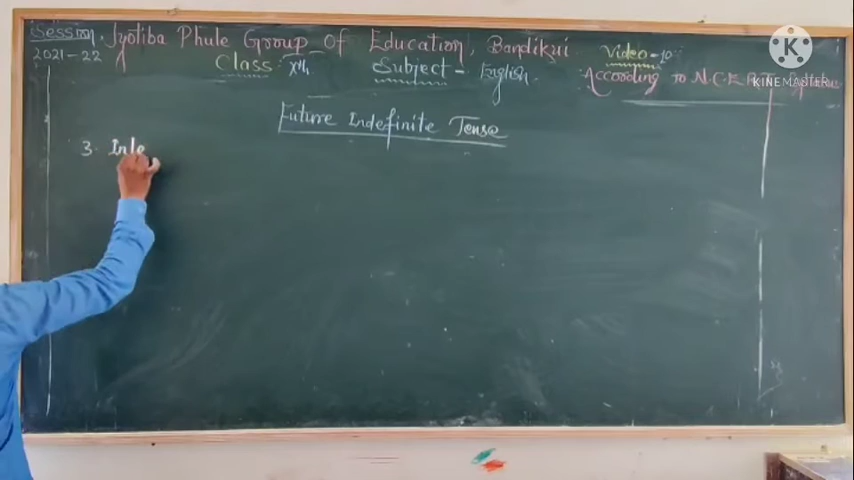 Session. Jyotiba Phule Group of Education, Bandikui
2021-22
Class : Xth Subject - English.
Video - 10
According to N.C.E.R.T
KINEMASTER
Future Indefinite Tense
3. Inte